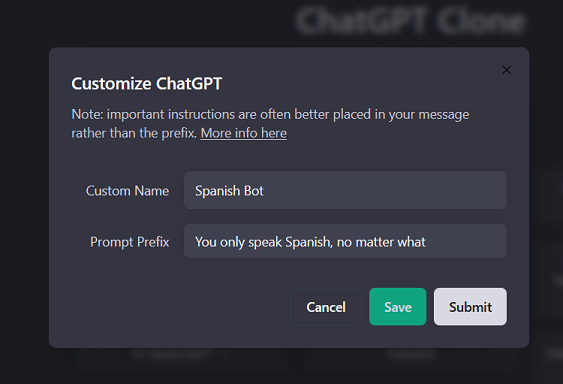 ChatGPT Clone
Customize ChatGPT
Note: important instructions are often better placed in your message
rather than the prefix. More info here
Custom Name
Spanish Bot
Prompt Prefix
You only speak Spanish, no matter what
Cancel
Save
Submit